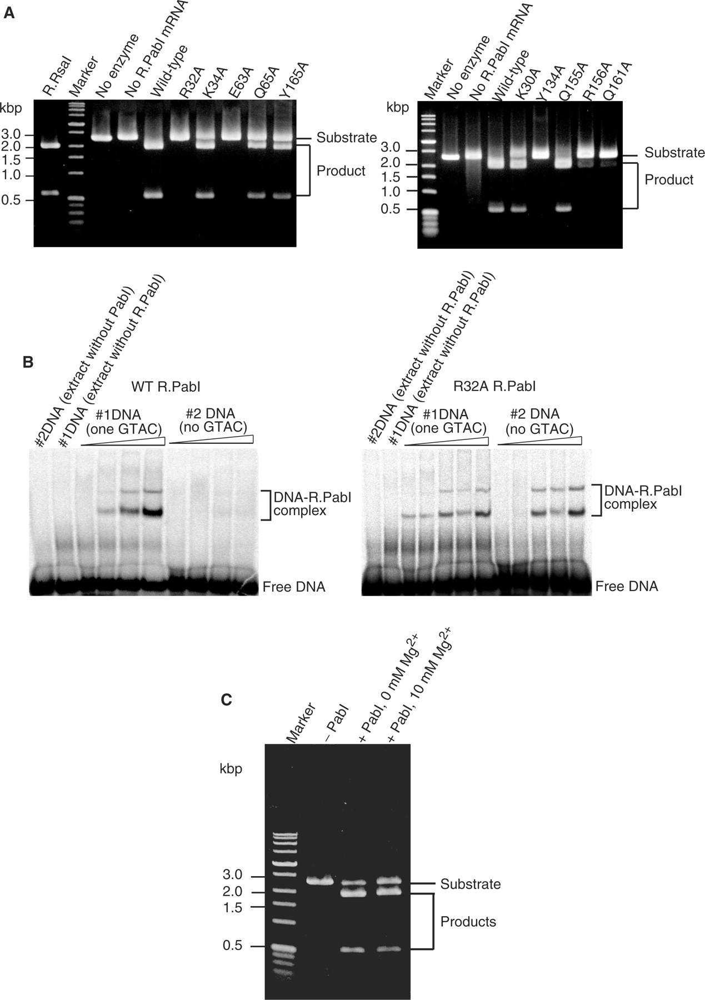 A
R.RsaI
Marker
No enzyme
No R.PabI mRNA
Wild-type
R32A
K34A
E63A
Q65A
Y165A
kbp
3.0
2.0
1.5
1.0
0.5
Substrate
Product
Marker
No enzyme
No R.PabI mRNA
Wild-type
K30A
Y134A
Q155A
R156A
Q161A
kbp
3.0
2.0
1.5
1.0
0.5
Substrate
Product
B
#2DNA (extract without PabI)
#1DNA (extract without R.PabI)
WT R.PabI
#1DNA
(one GTAC)
#2 DNA
(no GTAC)
DNA-R.PabI
complex
Free DNA
#2DNA (extract without R.PabI)
#1DNA (extract without R.PabI)
R32A R.PabI
#1DNA
(one GTAC)
#2 DNA
(no GTAC)
DNA-R.PabI
complex
Free DNA
C
Marker
– PabI
+ PabI, 0 mM Mg2+
+ PabI, 10 mM Mg2+
kbp
3.0
2.0
1.5
0.5
Substrate
Products